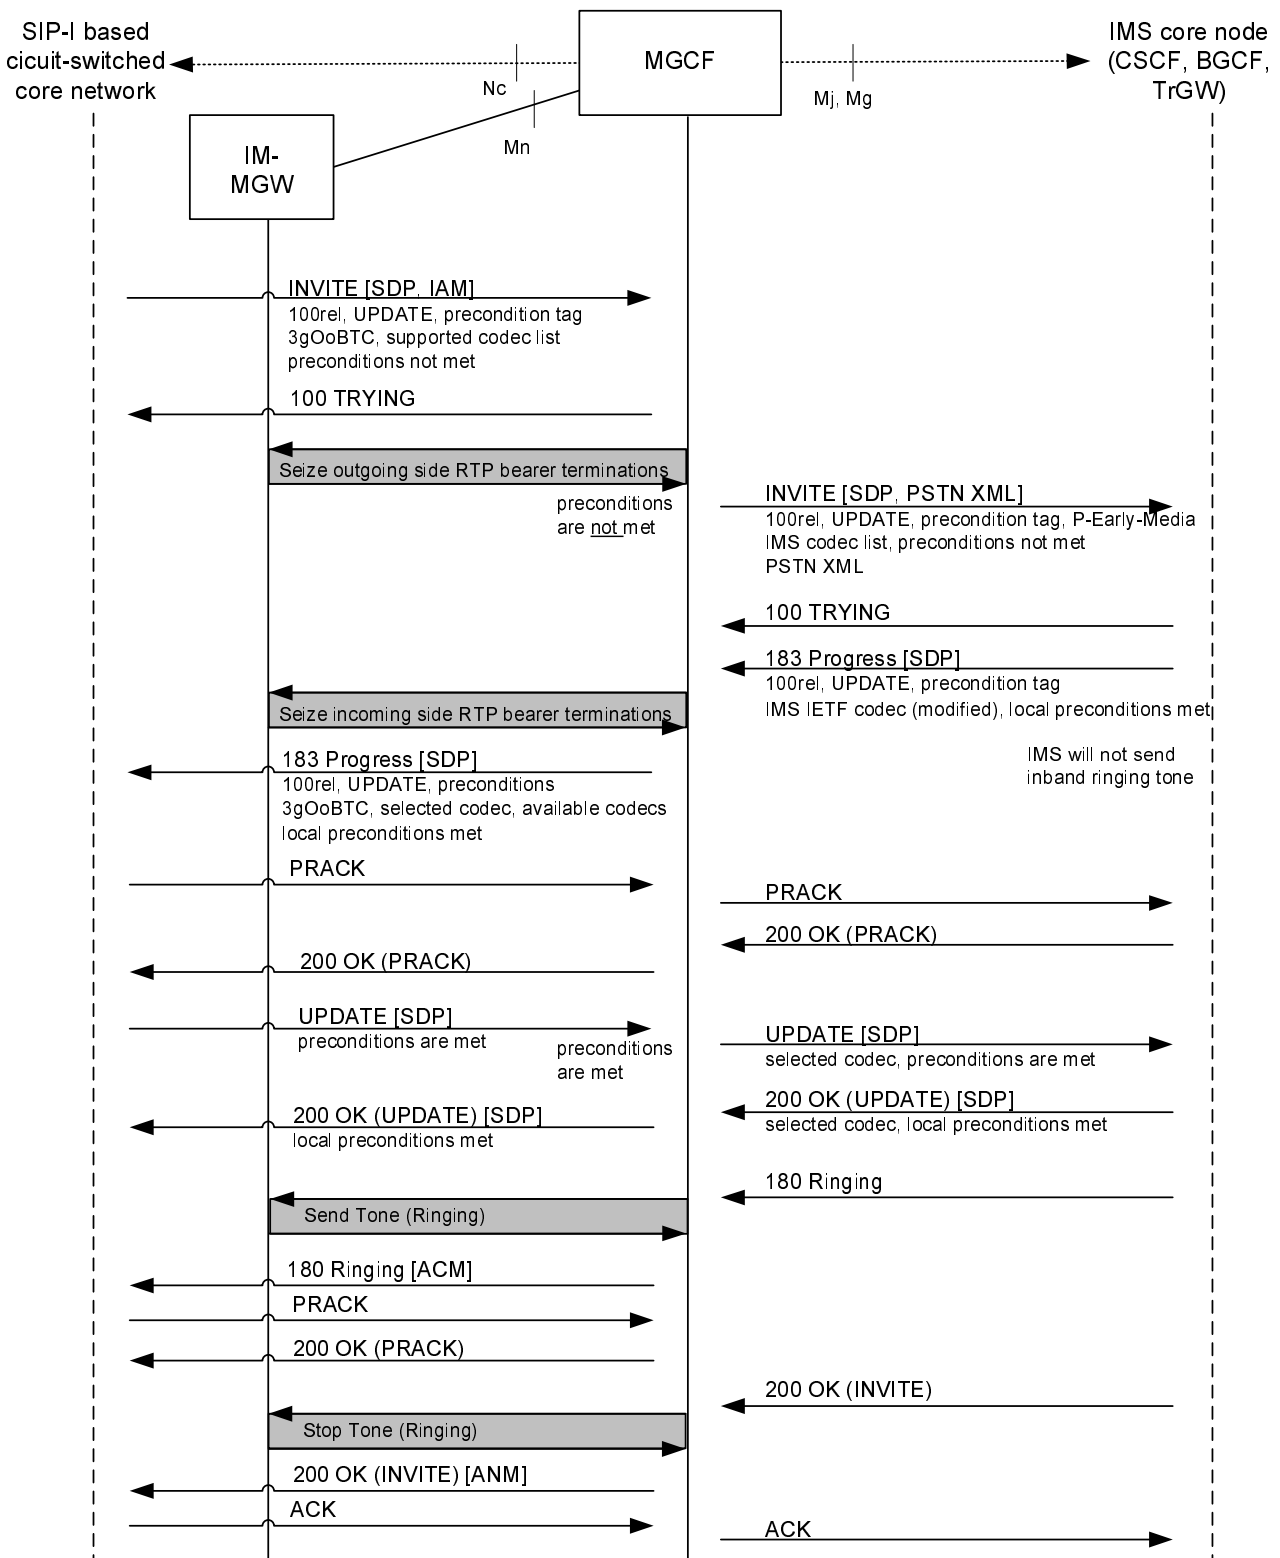 SIP-I based
cicuit-switched
core network
MGCF
IMS core node
(CSCF, BGCF,
TrGW)
Nc
Mj, Mg
Mn
IM-
MGW
INVITE [SDP, IAM]
100rel, UPDATE, precondition tag
3gOoBTC, supported codec list
preconditions not met
100 TRYING
Seize outgoing side RTP bearer terminations
preconditions
are not met
INVITE [SDP, PSTN XML]
100rel, UPDATE, precondition tag, P-Early-Media
IMS codec list, preconditions not met
PSTN XML
100 TRYING
183 Progress [SDP]
100rel, UPDATE, precondition tag
IMS IETF codec (modified), local preconditions met
Seize incoming side RTP bearer terminations
183 Progress [SDP]
100rel, UPDATE, preconditions
3gOoBTC, selected codec, available codecs
local preconditions met
IMS will not send
inband ringing tone
PRACK
PRACK
200 OK (PRACK)
200 OK (PRACK)
UPDATE [SDP]
preconditions are met
preconditions
are met
UPDATE [SDP]
selected codec, preconditions are met
200 OK (UPDATE) [SDP]
selected codec, local preconditions met
200 OK (UPDATE) [SDP]
local preconditions met
180 Ringing
Send Tone (Ringing)
180 Ringing [ACM]
PRACK
200 OK (PRACK)
200 OK (INVITE)
Stop Tone (Ringing)
200 OK (INVITE) [ANM]
ACK
ACK